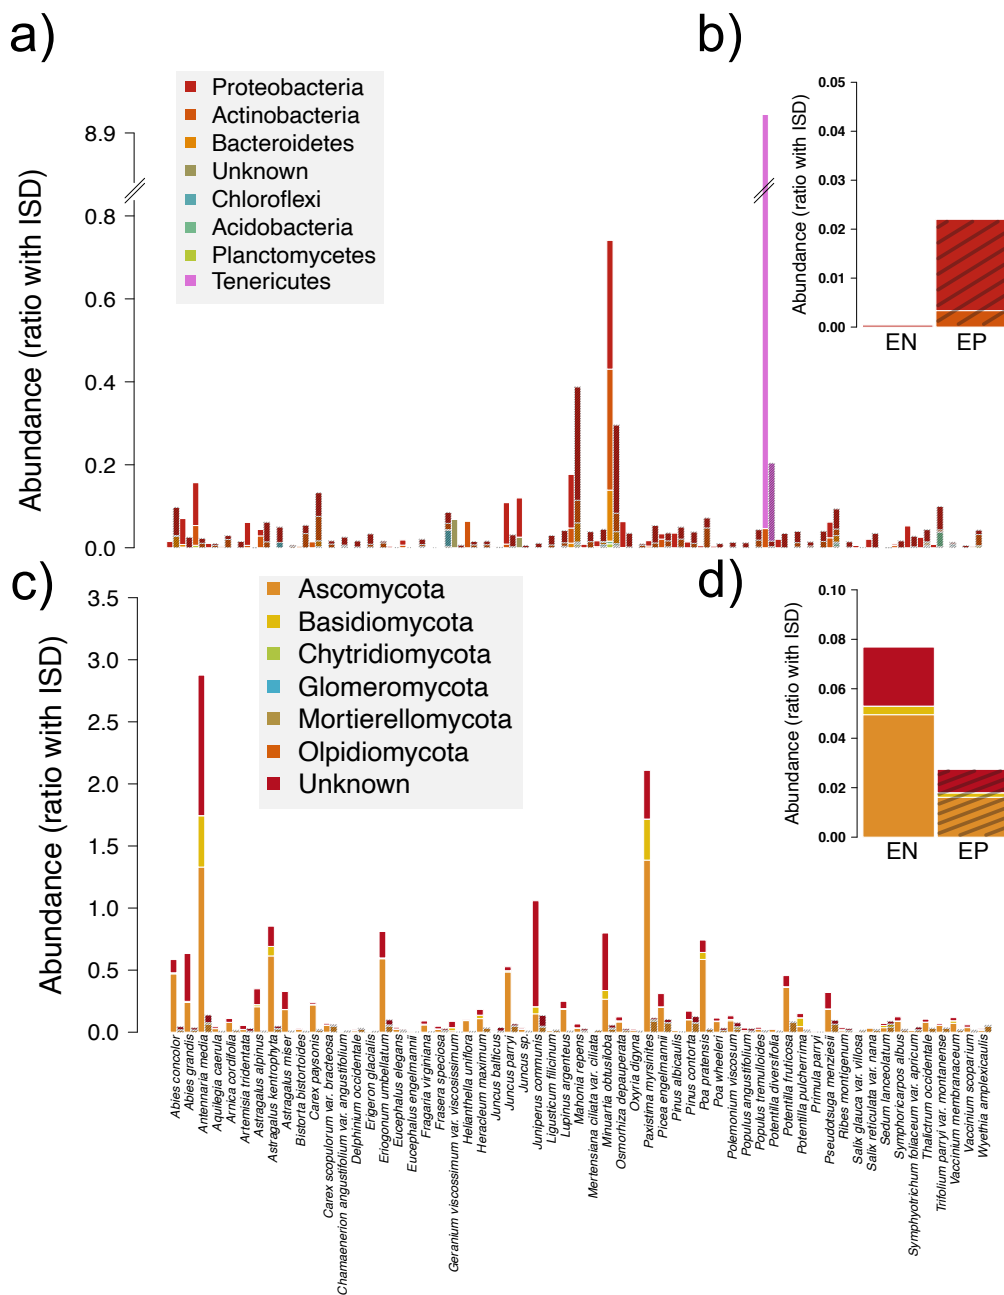 a)
b)
Abundance (ratio with ISD)
8.9
0.8
0.6
0.4
0.2
0.0
Proteobacteria
Actinobacteria
Bacteroidetes
Unknown
Chloroflexi
Acidobacteria
Planctomycetes
Tenericutes
Abundance (ratio with ISD)
0.05
0.04
0.03
0.02
0.01
0.00
EN
EP
c)
d)
Abundance (ratio with ISD)
3.5
3.0
2.5
2.0
1.5
1.0
0.5
0.0
Ascomycota
Basidiomycota
Chytridiomycota
Glomeromycota
Mortierellomycota
Olpidiomycota
Unknown
Abundance (ratio with ISD)
0.10
0.08
0.06
0.04
0.02
0.00
EN
EP
Abies concolor
Abies grandis
Antennaria media
Aquilegia caerula
Arnica cordifolia
Artemisia tridentata
Astragalus alpinus
Astragalus kentrophyta
Astragalus miser
Bistorta bistortoides
Carex paysonis
Carex scopulorum var. bracteosa
Chamaenerion angustifolium var. angustifolium
Delphinium occidentale
Erigeron glacialis
Eriogonum umbellatum
Eucephalus elegans
Eucephalus engelmannii
Fragaria virginiana
Frasera speciosa
Geranium viscossimum var. viscosissimum
Helianthella uniflora
Heracleum maximum
Juncus balticus
Juncus parryi
Juncus sp.
Juniperus communis
Ligusticum filicinum
Lupinus argenteus
Mahonia repens
Mertensiana ciliata var. ciliata
Minuartia obtusiloba
Osmorhiza depauperata
Oxyria digyna
Paxistima myrsinites
Picea engelmannii
Pinus albicaulis
Pinus contorta
Poa pratensis
Poa wheeleri
Polemonium viscosum
Populus angustifolium
Populus tremulloides
Potentilla diversifolia
Potentilla fruticosa
Potentilla pulcherrima
Primula parryi
Pseudotsuga menziesii
Ribes montigenum
Salix glauca var. villosa
Salix reticulata var. nana
Sedum lanceolatum
Symphoricarpos albus
Symphyotrichum foliaceum var. apricum
Thalictrum occidentale
Trifolium parryi var. montanense
Vaccinium membranaceum
Vaccinium scoparium
Wyethia amplexicaulis